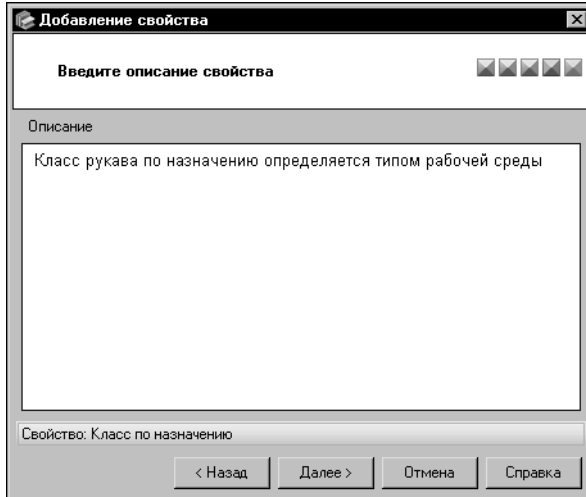 Добавление свойства
Введите описание свойства
Описание
Класс рукава по назначению определяется типом рабочей среды
Свойство: Класс по назначению
< Назад
Далее >
Отмена
Справка